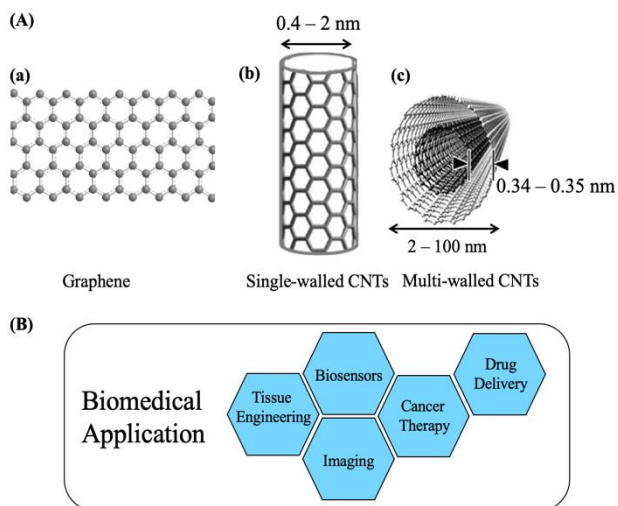 (A)
(a)
(b)
(c)
0.4 – 2 nm
0.34 – 0.35 nm
2 – 100 nm
Graphene
Single-walled CNTs
Multi-walled CNTs
(B)
Biomedical
Application
Tissue
Engineering
Biosensors
Imaging
Cancer
Therapy
Drug
Delivery